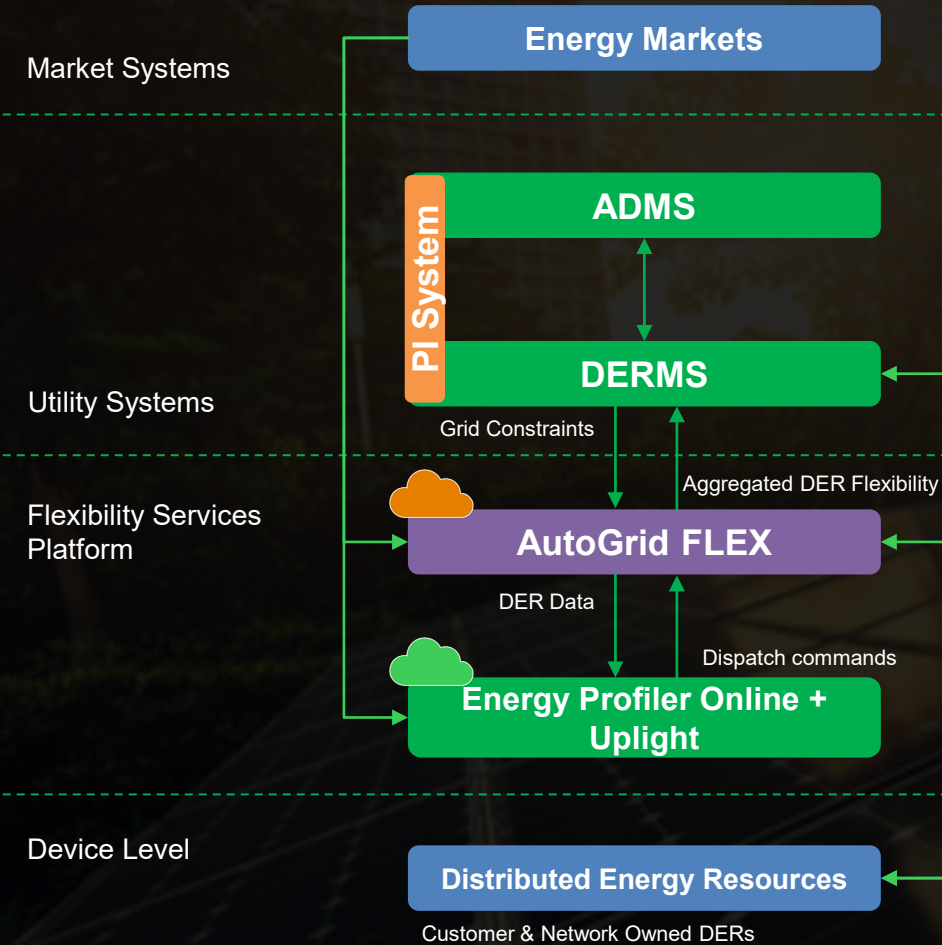 Energy Markets
Market Systems
ADMS
PI System
DERMS
Utility Systems
Grid Constraints
Aggregated DER Flexibility
Flexibility Services
Platform
AutoGrid FLEX
DER Data
Dispatch commands
Energy Profiler Online +
Uplight
Device Level
Distributed Energy Resources
Customer & Network Owned DERs